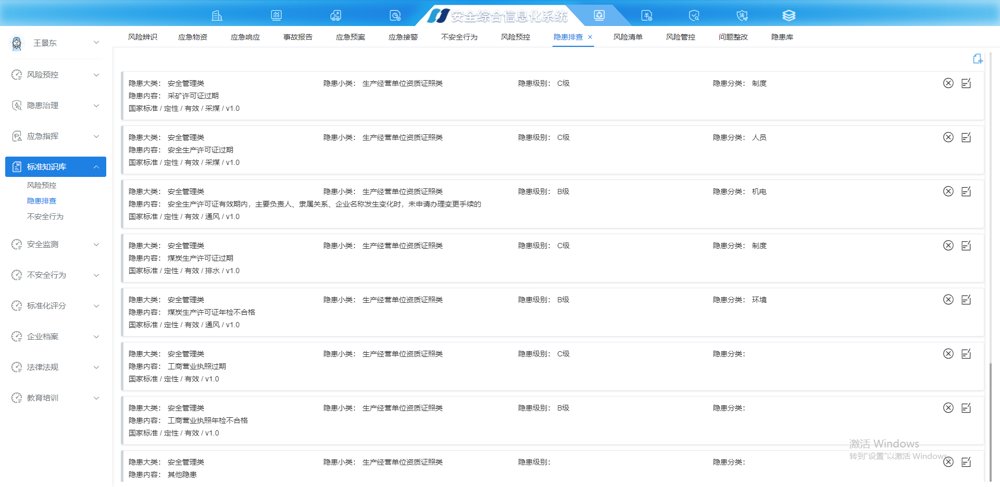 安全综合信息化系统
王景东
风险辨识 应急物资 应急响应 事故报告 应急预案 应急接警 不安全行为 风险预控 隐患排查 × 风险清单 风险管控 问题整改 隐患库
风险预控
隐患治理
应急指挥
标准知识库
风险预控
隐患排查
不安全行为
安全监测
不安全行为
标准化评分
企业档案
法律法规
教育培训
隐患大类： 安全管理类 隐患小类： 生产经营单位资质证照类 隐患级别： C级 隐患分类： 制度
隐患内容： 采矿许可证过期
国家标准 / 定性 / 有效 / 采煤 / v1.0
隐患大类： 安全管理类 隐患小类： 生产经营单位资质证照类 隐患级别： C级 隐患分类： 人员
隐患内容： 安全生产许可证过期
国家标准 / 定性 / 有效 / 采煤 / v1.0
隐患大类： 安全管理类 隐患小类： 生产经营单位资质证照类 隐患级别： B级 隐患分类： 机电
隐患内容： 安全生产许可证有效期内，主要负责人、隶属关系、企业名称发生变化时，未申请办理变更手续的
国家标准 / 定性 / 有效 / 通风 / v1.0
隐患大类： 安全管理类 隐患小类： 生产经营单位资质证照类 隐患级别： C级 隐患分类： 制度
隐患内容： 煤炭生产许可证过期
国家标准 / 定性 / 有效 / 排水 / v1.0
隐患大类： 安全管理类 隐患小类： 生产经营单位资质证照类 隐患级别： B级 隐患分类： 环境
隐患内容： 煤炭生产许可证年检不合格
国家标准 / 定性 / 有效 / 通风 / v1.0
隐患大类： 安全管理类 隐患小类： 生产经营单位资质证照类 隐患级别： C级 隐患分类：
隐患内容： 工商营业执照过期
国家标准 / 定性 / 有效 / v1.0
隐患大类： 安全管理类 隐患小类： 生产经营单位资质证照类 隐患级别： B级 隐患分类：
隐患内容： 工商营业执照年检不合格
国家标准 / 定性 / 有效 / v1.0
隐患大类： 安全管理类 隐患小类： 生产经营单位资质证照类 隐患级别： 隐患分类：
隐患内容： 其他隐患
激活 Windows
转到“设置”以激活 Windows